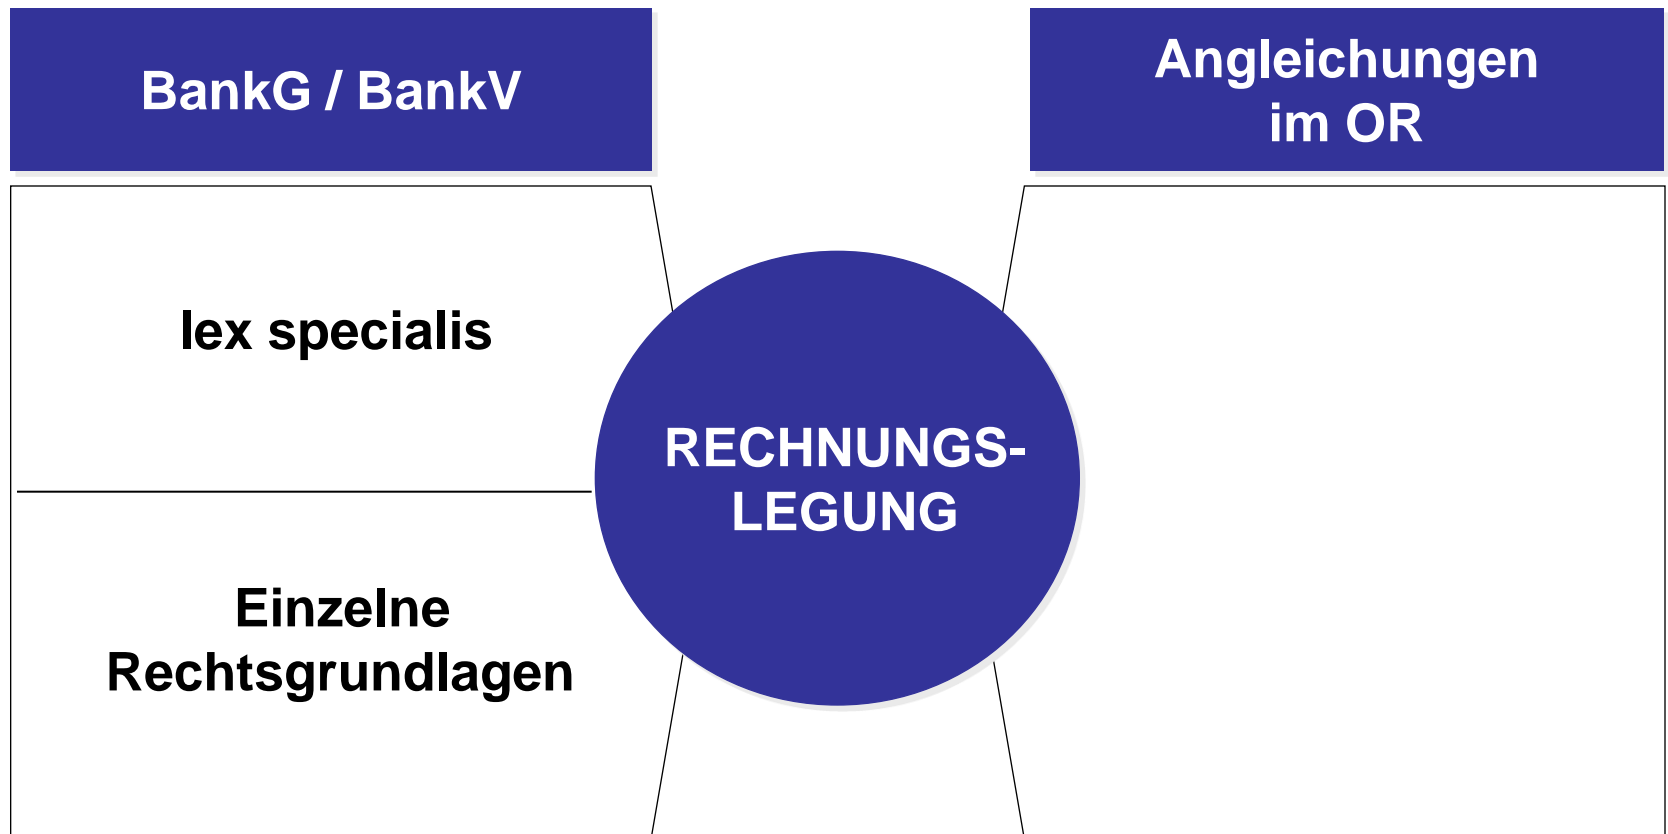 BankG / BankV
Angleichungen
im OR
lex specialis
Einzelne
Rechtsgrundlagen
RECHNUNGS-
LEGUNG